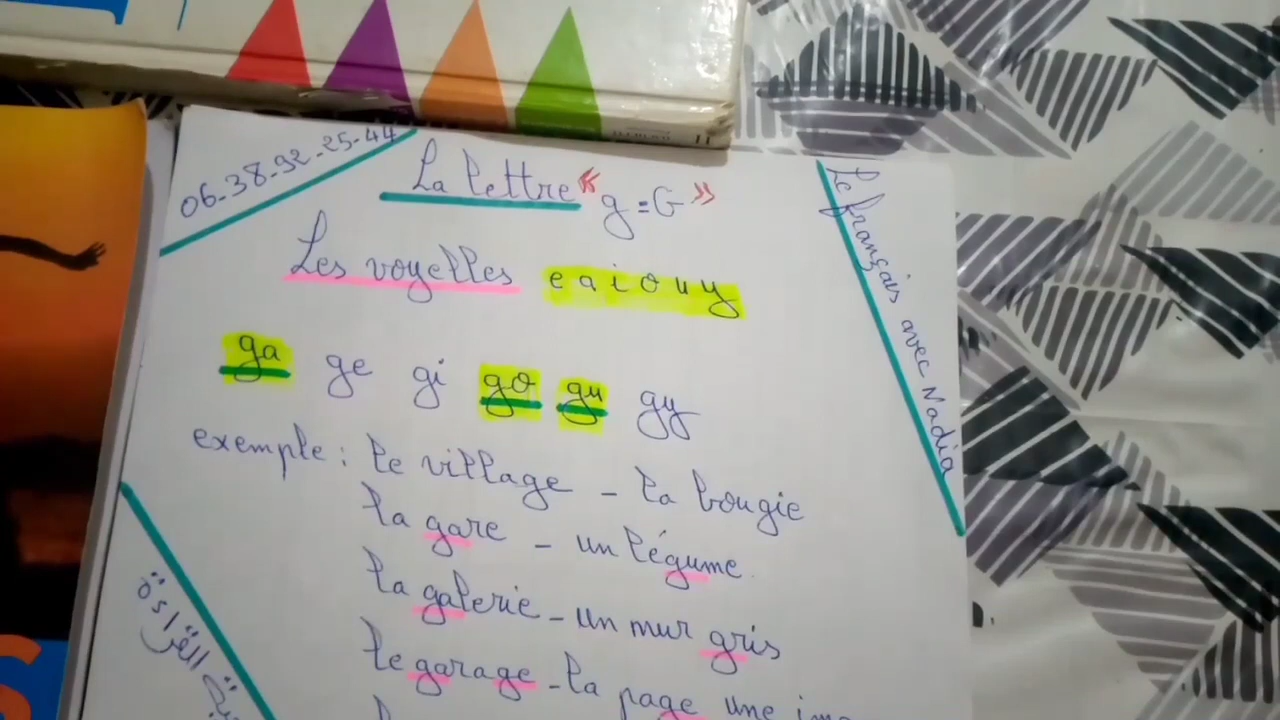 06.38.92.25.44
La lettre « g=G »
Le français avec Nadia
Les voyelles e a i o u y
ga ge gi go gu gy
exemple : le village - la bougie
la gare - un légume
la galerie - un mur gris
le garage - la page une
القراءة